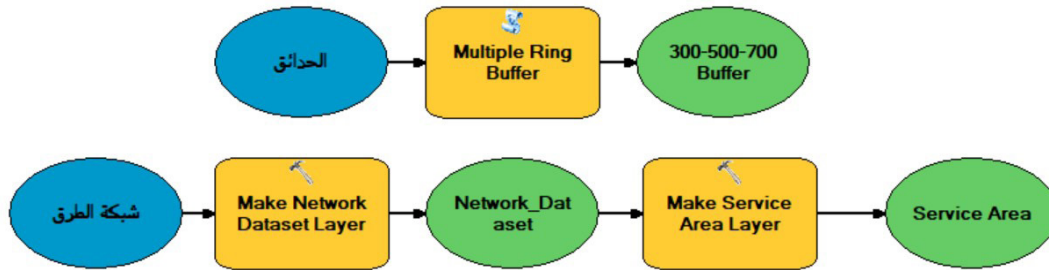 الحدائق
Multiple Ring
Buffer
300-500-700
Buffer
شبكة الطرق
Make Network
Dataset Layer
Network_Dat
aset
Make Service
Area Layer
Service Area